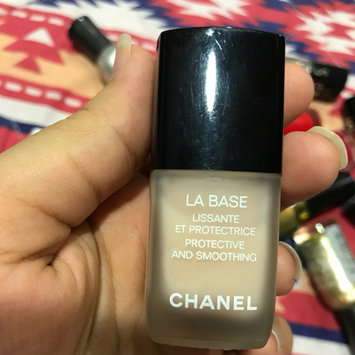 LA BASE
LISSANTE
ET PROTECTRICE
PROTECTIVE
AND SMOOTHING
CHANEL